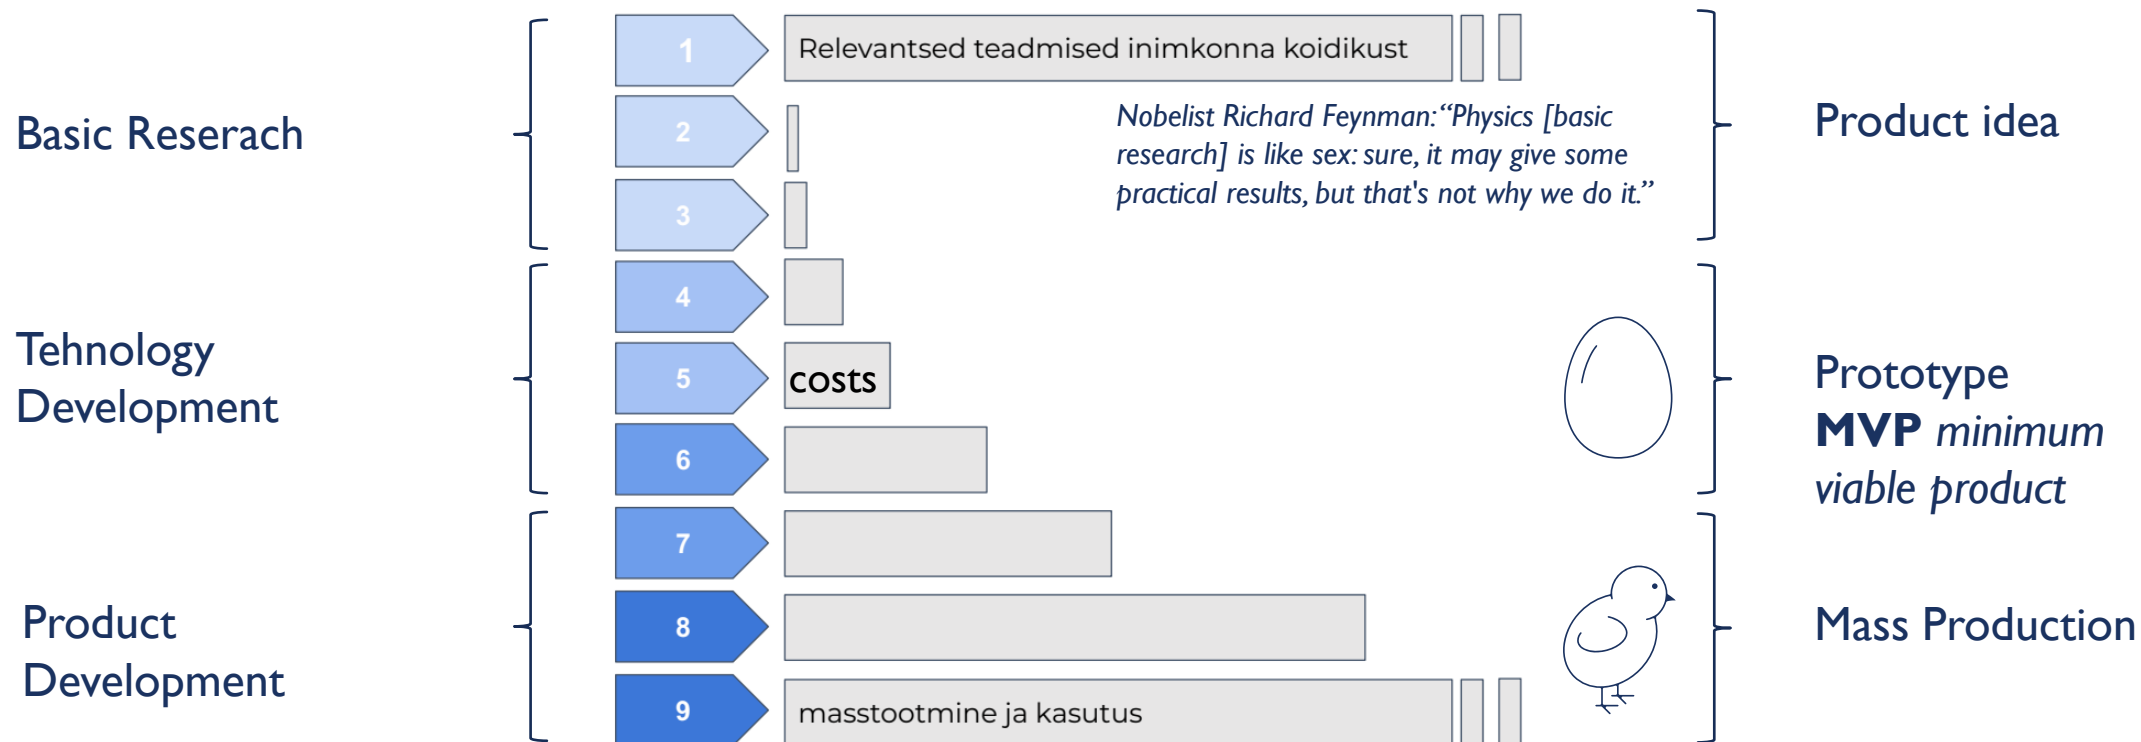 Basic Reserach
Tehnology
Development
Product
Development
1
Relevantsed teadmised inimkonna koidikust
2
3
4
5
costs
6
7
8
9
masstootmine ja kasutus
Nobelist Richard Feynman: “Physics [basic
research] is like sex: sure, it may give some
practical results, but that's not why we do it.”
Product idea
Prototype
MVP minimum
viable product
Mass Production